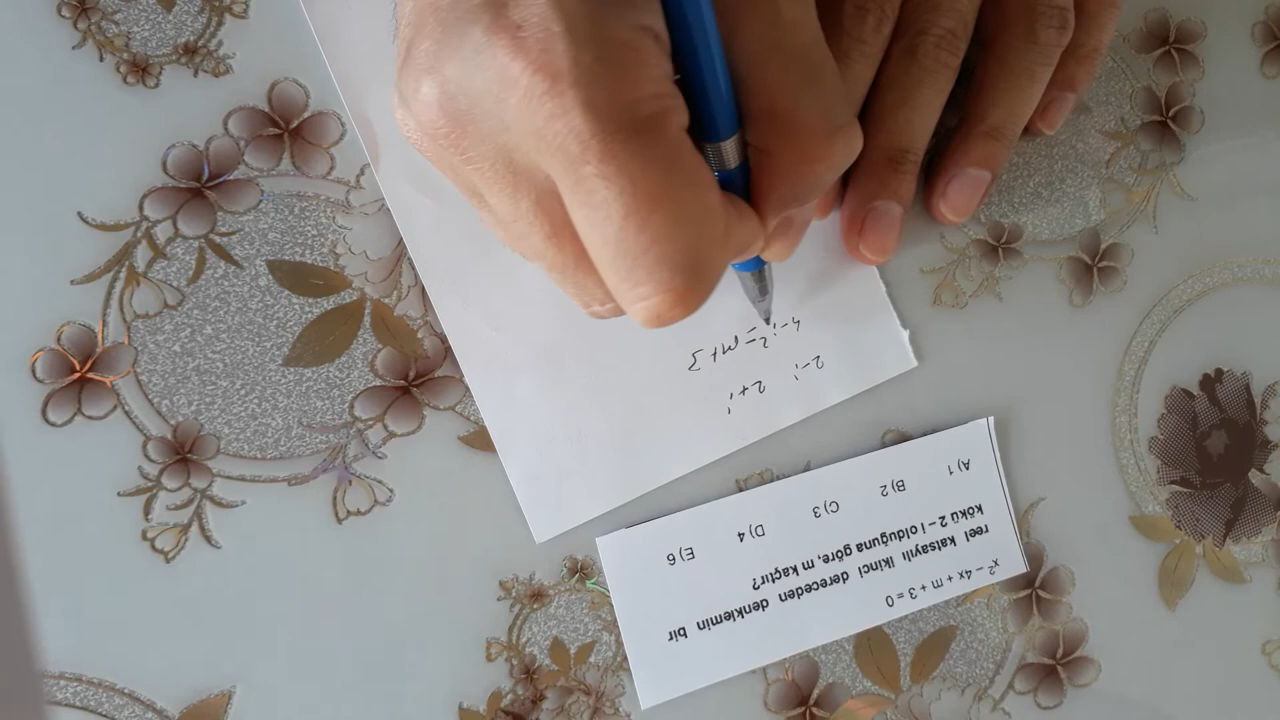 x² – 4x + m + 3 = 0
reel katsayılı ikinci dereceden denklemin bir
kökü 2 – i olduğuna göre, m kaçtır?
A) 1 B) 2 C) 3 D) 4 E) 6
2-i 2+i
4-i²=m+3